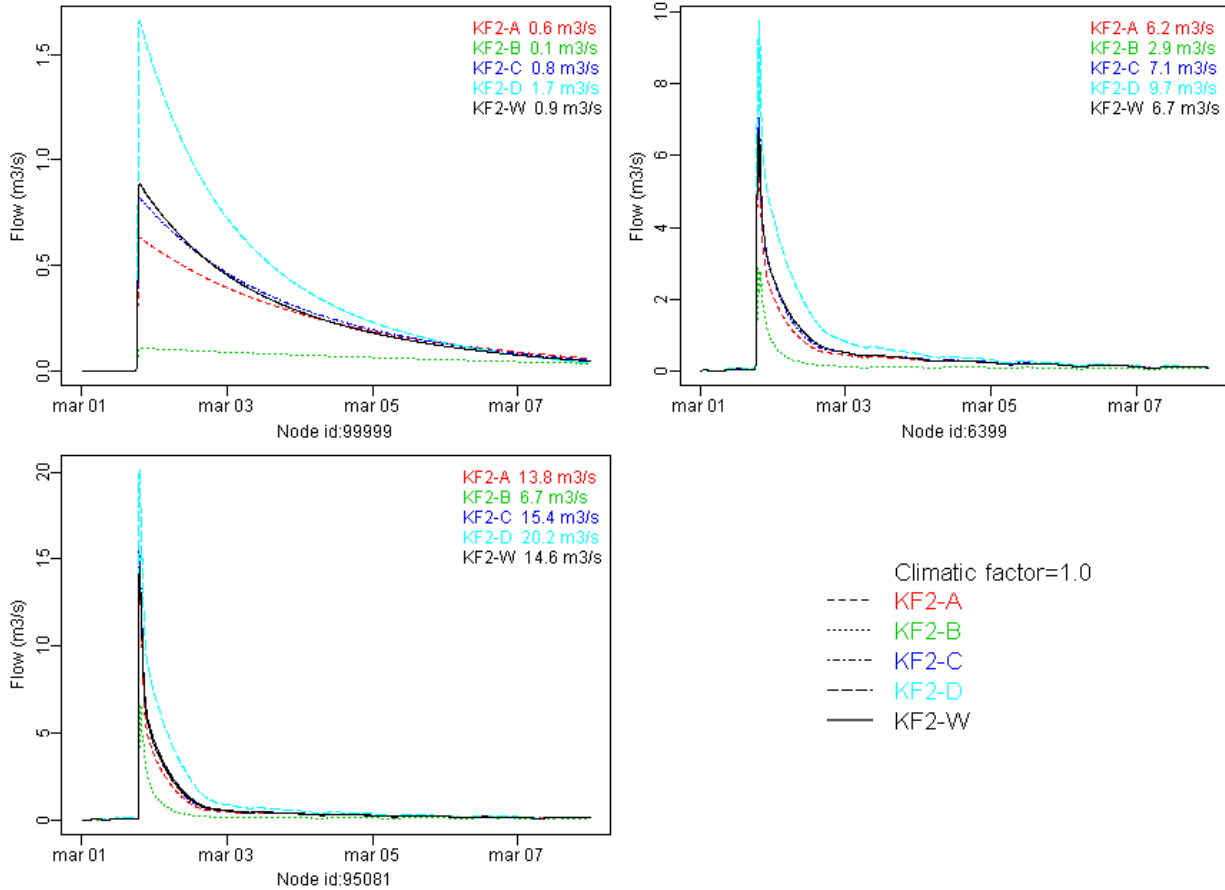 KF2-A 0.6 m3/s
KF2-B 0.1 m3/s
KF2-C 0.8 m3/s
KF2-D 1.7 m3/s
KF2-W 0.9 m3/s
Flow (m3/s)
1.5
1.0
0.5
0.0
mar 01 mar 03 mar 05 mar 07
Node id:99999
KF2-A 6.2 m3/s
KF2-B 2.9 m3/s
KF2-C 7.1 m3/s
KF2-D 9.7 m3/s
KF2-W 6.7 m3/s
Flow (m3/s)
10
8
6
4
2
0
mar 01 mar 03 mar 05 mar 07
Node id:6399
KF2-A 13.8 m3/s
KF2-B 6.7 m3/s
KF2-C 15.4 m3/s
KF2-D 20.2 m3/s
KF2-W 14.6 m3/s
Flow (m3/s)
20
15
10
5
0
mar 01 mar 03 mar 05 mar 07
Node id:95081
Climatic factor=1.0
KF2-A
KF2-B
KF2-C
KF2-D
KF2-W